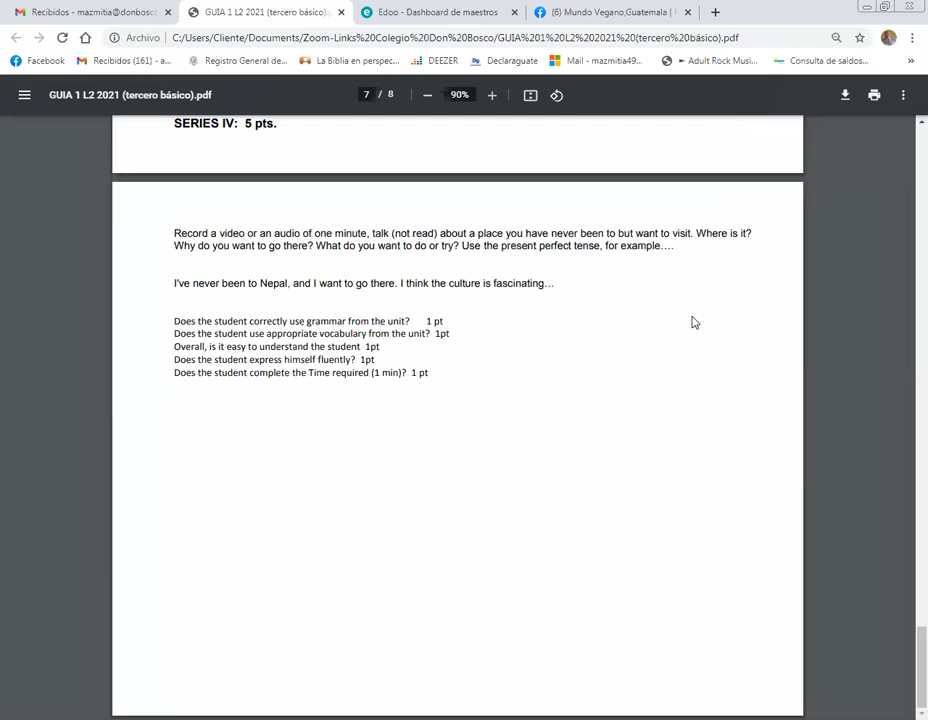 Recibidos - mazmitia@donbosc
GUIA 1 L2 2021 (tercero básico).
Edoo - Dashboard de maestros
(6) Mundo Vegano,Guatemala |
Archivo
C:/Users/Cliente/Documents/Zoom-Links%20Colegio%20Don%20Bosco/GUIA%201%20L2%202021%20(tercero%20básico).pdf
Facebook
Recibidos (161) - a...
Registro General de...
La Biblia en perspec...
DEEZER
Declaraguate
Mail - mazmitia49...
► Adult Rock Musi...
Consulta de saldos...
»
GUIA 1 L2 2021 (tercero básico).pdf
7 / 8
90%
SERIES IV: 5 pts.
Record a video or an audio of one minute, talk (not read) about a place you have never been to but want to visit. Where is it?
Why do you want to go there? What do you want to do or try? Use the present perfect tense, for example….
I've never been to Nepal, and I want to go there. I think the culture is fascinating…
Does the student correctly use grammar from the unit? 1 pt
Does the student use appropriate vocabulary from the unit? 1pt
Overall, is it easy to understand the student 1pt
Does the student express himself fluently? 1pt
Does the student complete the Time required (1 min)? 1 pt